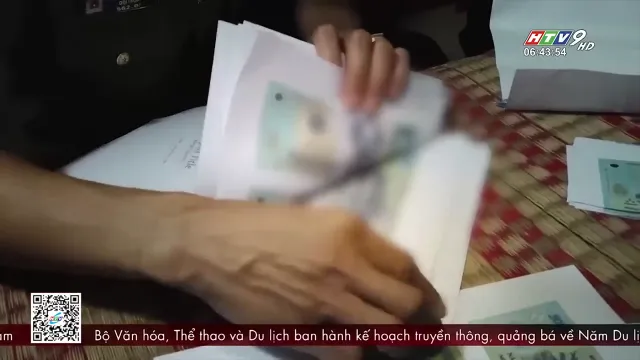 HTV9 HD
06:43:54
am Bộ Văn hóa, Thể thao và Du lịch ban hành kế hoạch truyền thông, quảng bá về Năm Du l